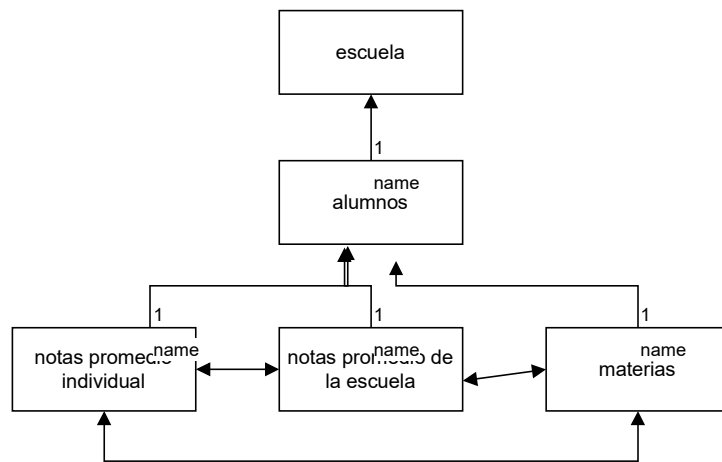 escuela
1
name
alumnos
1
1
1
name
notas promedio
individual
name
notas promedio de
la escuela
name
materias